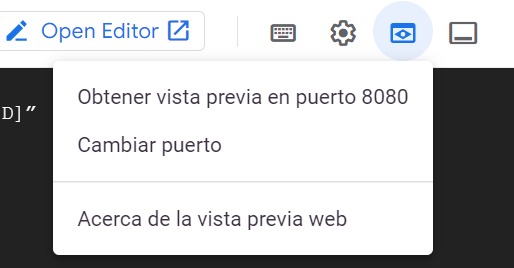 Open Editor
D]”
Obtener vista previa en puerto 8080
Cambiar puerto
Acerca de la vista previa web